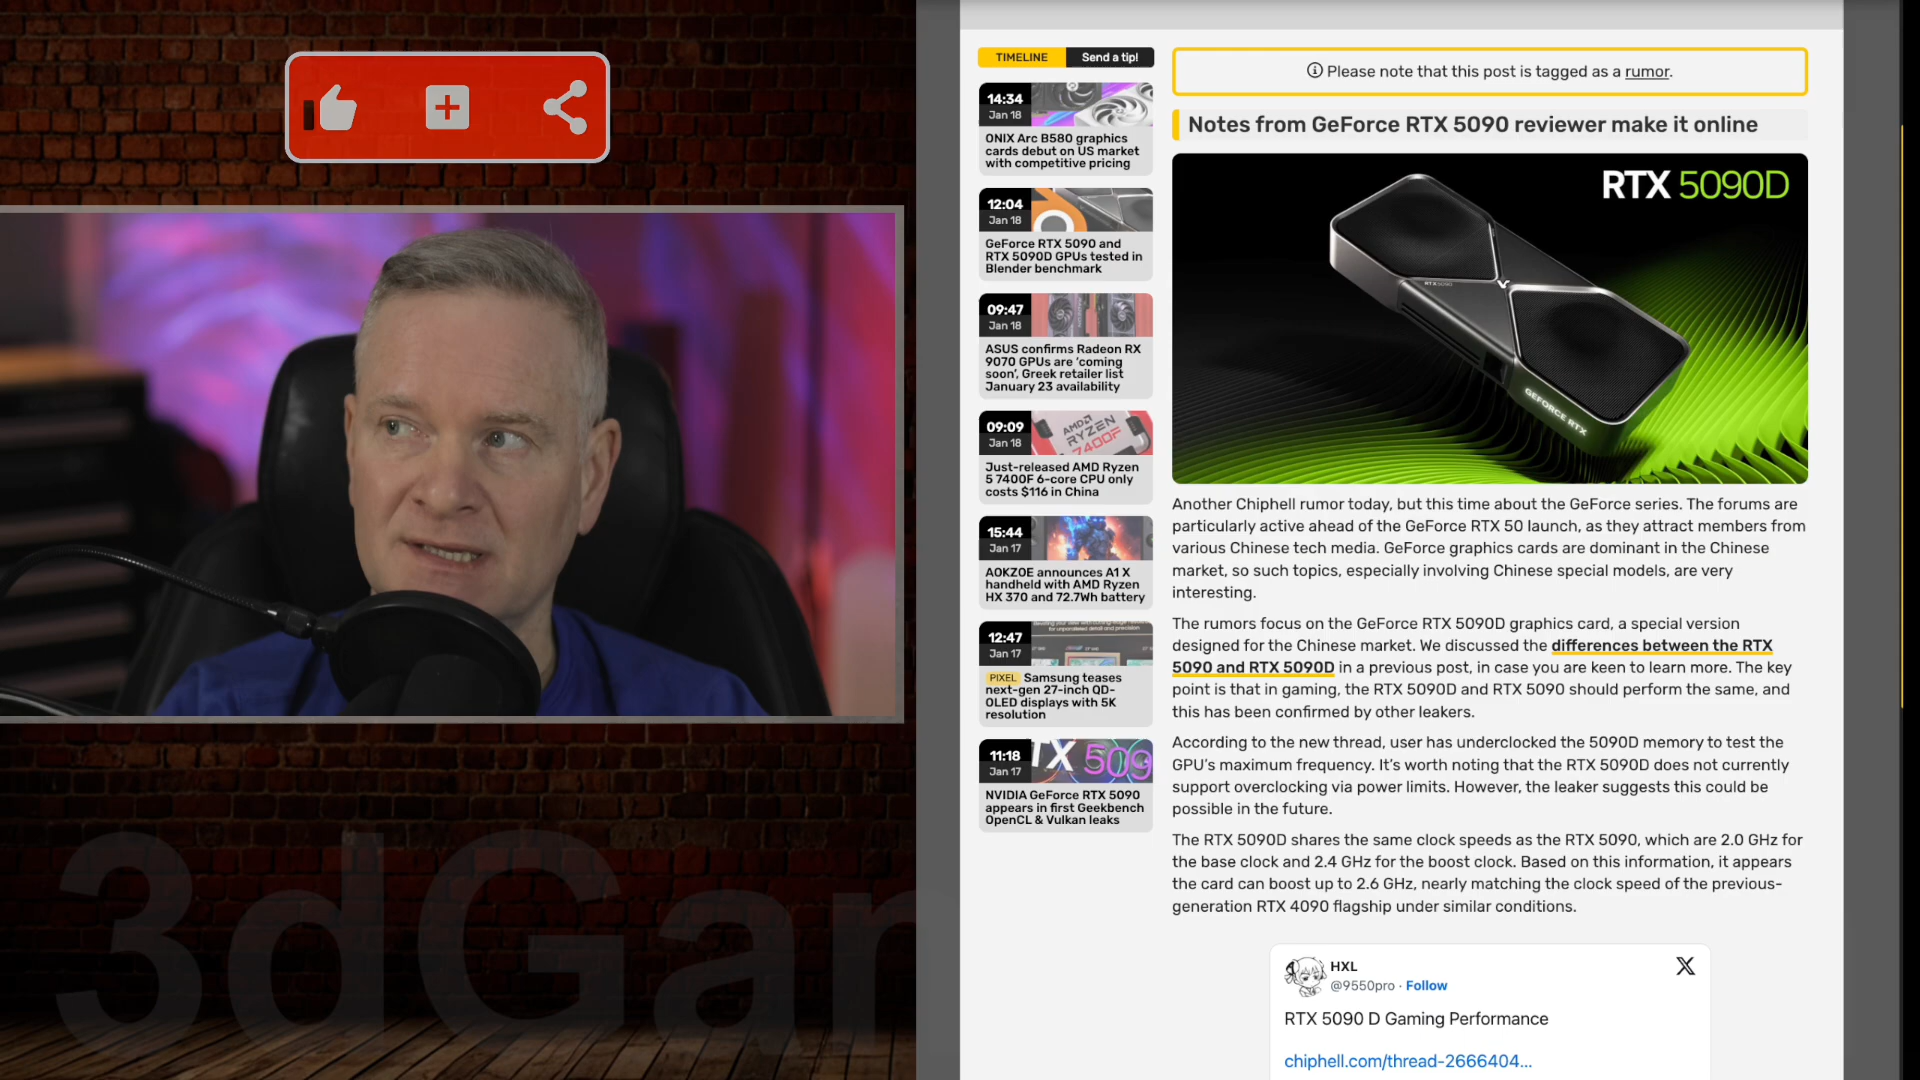 TIMELINE
Send a tip!
14:34
Jan 18
ONIX Arc B580 graphics
cards debut on US market
with competitive pricing
12:04
Jan 18
GeForce RTX 5090 and
RTX 5090D GPUs tested in
Blender benchmark
09:47
Jan 18
ASUS confirms Radeon RX
9070 GPUs are 'coming
soon', Greek retailer list
January 23 availability
09:09
Jan 18
AMD
RYZEN
7400F
Just-released AMD Ryzen
5 7400F 6-core CPU only
costs $116 in China
15:44
Jan 17
AOKZOE announces A1 X
handheld with AMD Ryzen
HX 370 and 72.7Wh battery
12:47
Jan 17
for unparalleled detail and precision
PIXEL Samsung teases
next-gen 27-inch QD-
OLED displays with 5K
resolution
11:18
Jan 17
TX 509
NVIDIA GeForce RTX 5090
appears in first Geekbench
OpenCL & Vulkan leaks
Please note that this post is tagged as a rumor.
Notes from GeForce RTX 5090 reviewer make it online
RTX 5090D
RTX 5090
GEFORCE RTX
Another Chiphell rumor today, but this time about the GeForce series. The forums are
particularly active ahead of the GeForce RTX 50 launch, as they attract members from
various Chinese tech media. GeForce graphics cards are dominant in the Chinese
market, so such topics, especially involving Chinese special models, are very
interesting.
The rumors focus on the GeForce RTX 5090D graphics card, a special version
designed for the Chinese market. We discussed the differences between the RTX
5090 and RTX 5090D in a previous post, in case you are keen to learn more. The key
point is that in gaming, the RTX 5090D and RTX 5090 should perform the same, and
this has been confirmed by other leakers.
According to the new thread, user has underclocked the 5090D memory to test the
GPU's maximum frequency. It's worth noting that the RTX 5090D does not currently
support overclocking via power limits. However, the leaker suggests this could be
possible in the future.
The RTX 5090D shares the same clock speeds as the RTX 5090, which are 2.0 GHz for
the base clock and 2.4 GHz for the boost clock. Based on this information, it appears
the card can boost up to 2.6 GHz, nearly matching the clock speed of the previous-
generation RTX 4090 flagship under similar conditions.
HXL
@9550pro · Follow
RTX 5090 D Gaming Performance
chiphell.com/thread-2666404...
3dGam